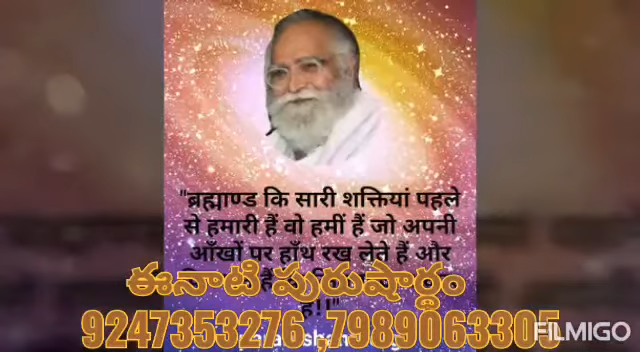 "ब्रह्माण्ड कि सारी शक्तियां पहले
से हमारी हैं वो हमीं हैं जो अपनी
आँखों पर हाँथ रख लेते हैं और
ఈనాటి పురుషార్థం
है!!"
9247353276 ,7989063305
FILMIGO